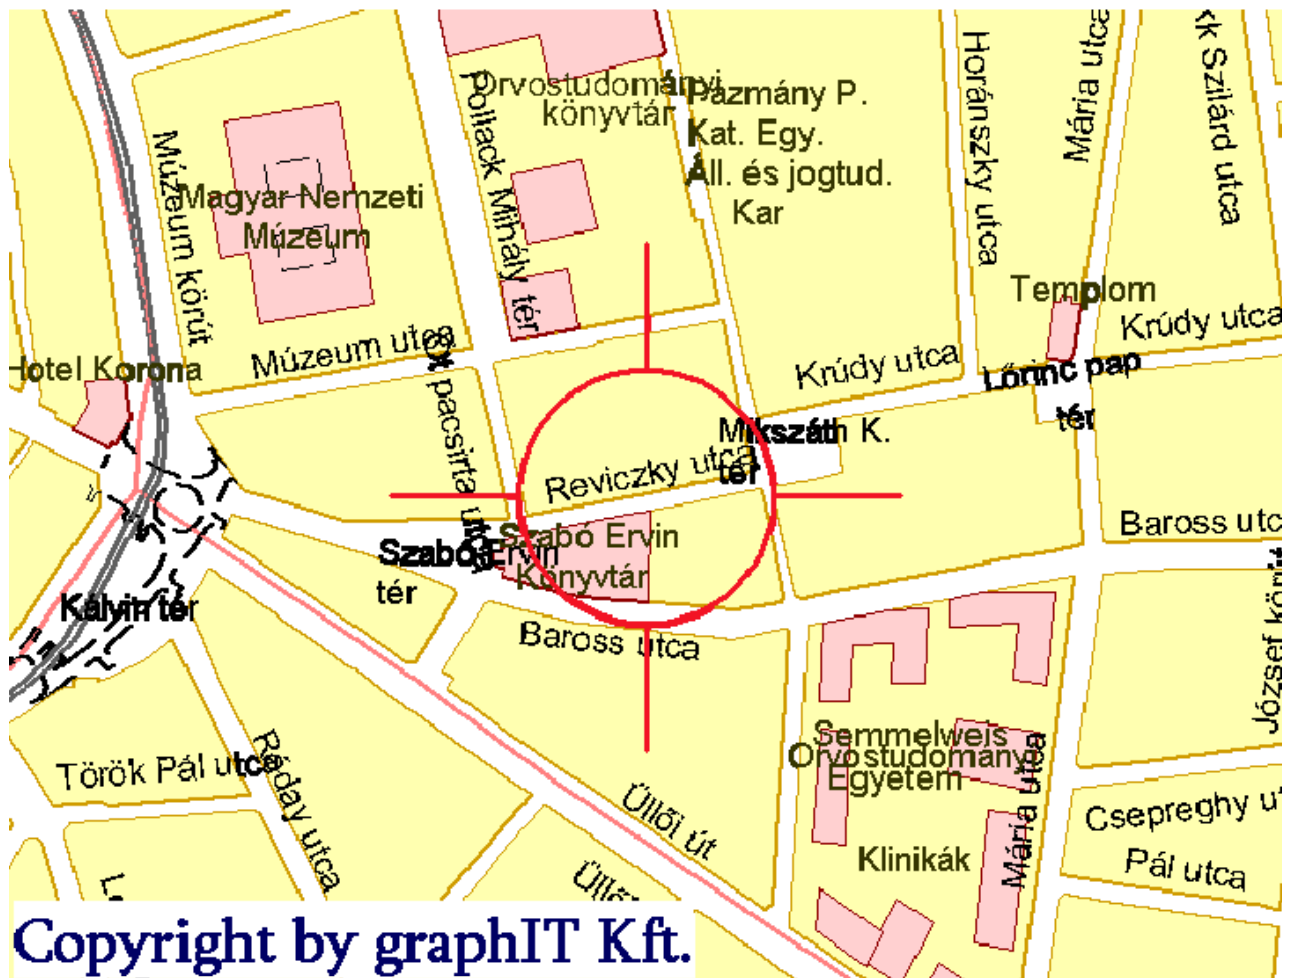 Orvostudományi
könyvtár
Pázmány P.
Kat. Egy.
Áll. és jogtud.
Kar
Pollack Mihály tér
Horánszky utca
Mária utca
Szilárd utca
Múzeum körút
Magyar Nemzeti
Múzeum
Templom
Krúdy utca
Múzeum utca
Krúdy utca
Lőrinc pap
tér
Hotel Korona
pacsirta utca
Mikszáth K.
tér
Reviczky utca
Baross utc
Szabó Ervin
tér
Szabó Ervin
Könyvtár
Kálvin tér
Baross utca
József körút
Semmelweis
Orvostudományi
Egyetem
Mária utca
Török Pál utca
Ráday utca
Üllői út
Csepreghy ut
Klinikák
Pál utca
Üllői
Copyright by graphIT Kft.